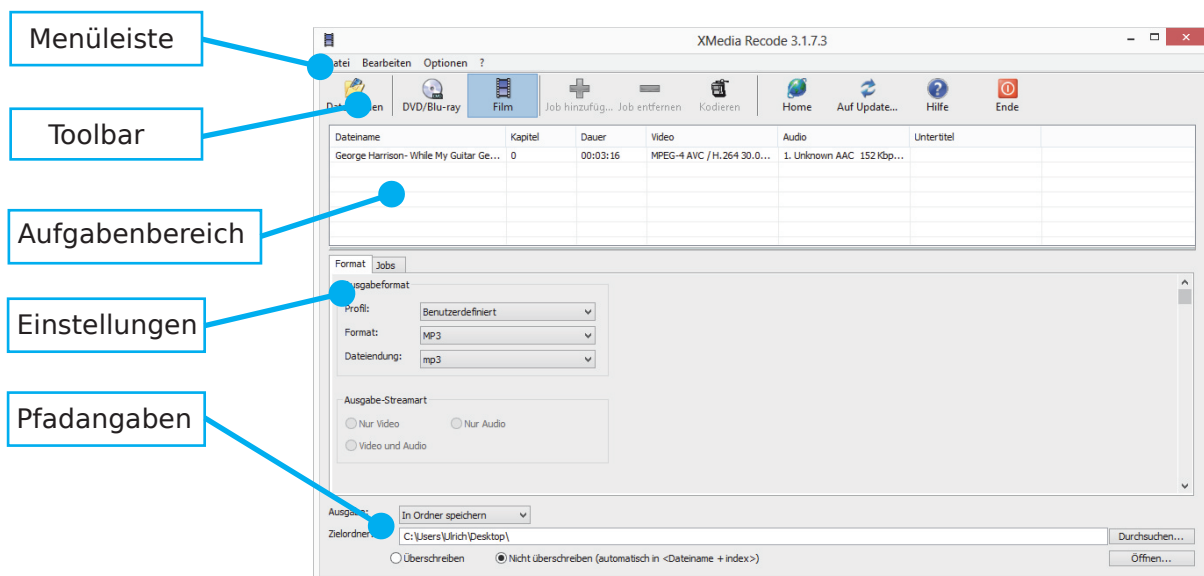 Menüleiste
Toolbar
Aufgabenbereich
Einstellungen
Pfadangaben
XMedia Recode 3.1.7.3
Bearbeiten Optionen ?
DVD/Blu-ray Film Job hinzufüg... Job entfernen Kodieren Home Auf Update... Hilfe Ende
Dateiname Kapitel Dauer Video Audio Untertitel
George Harrison- While My Guitar Ge... 0 00:03:16 MPEG-4 AVC / H.264 30.0... 1. Unknown AAC 152 Kbp...
Format Jobs
Ausgabeformat
Profil: Benutzerdefiniert
Format: MP3
Dateiendung: mp3
Ausgabe-Streamart
Nur Video Nur Audio
Video und Audio
Ausgabe: In Ordner speichern
Zielordner: C:\Users\Ulrich\Desktop\ Durchsuchen...
Überschreiben Nicht überschreiben (automatisch in <Dateiname + index>) Öffnen...